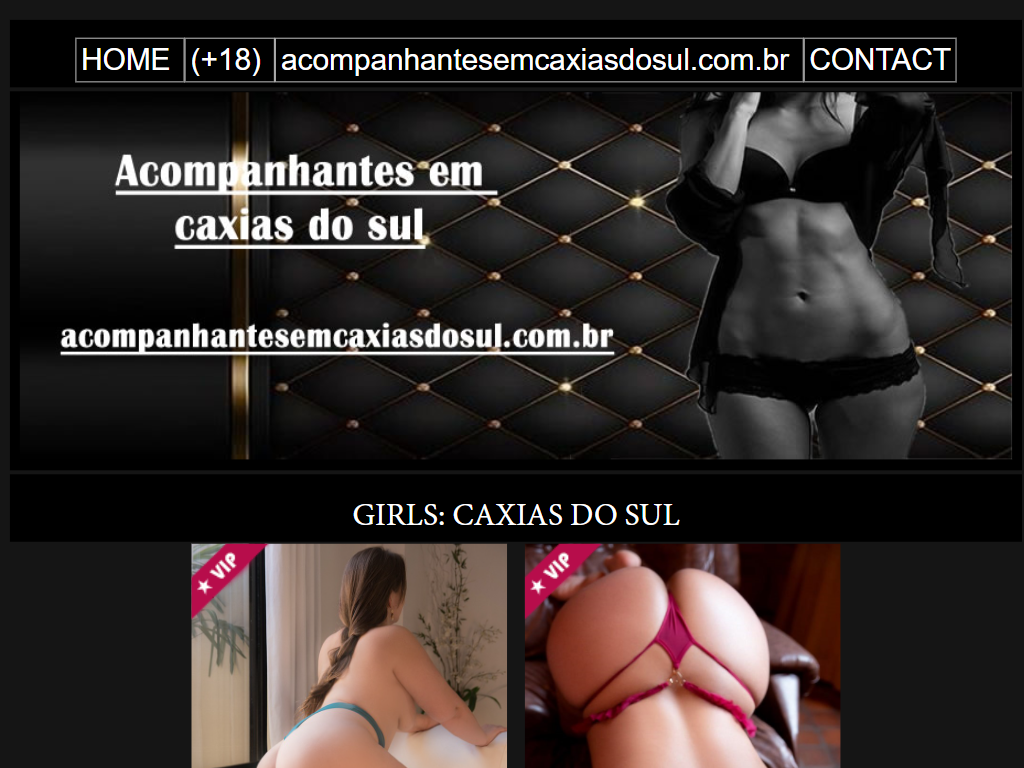 HOME
(+18)
acompanhantesemcaxiasdosul.com.br
CONTACT
Acompanhantes em
caxias do sul
acompanhantesemcaxiasdosul.com.br
GIRLS: CAXIAS DO SUL
★ VIP
★ VIP